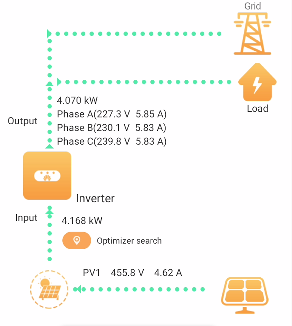 Grid
Load
Output
4.070 kW
Phase A(227.3 V 5.85 A)
Phase B(230.1 V 5.83 A)
Phase C(239.8 V 5.83 A)
Inverter
Input
4.168 kW
Optimizer search
PV1 455.8 V 4.62 A